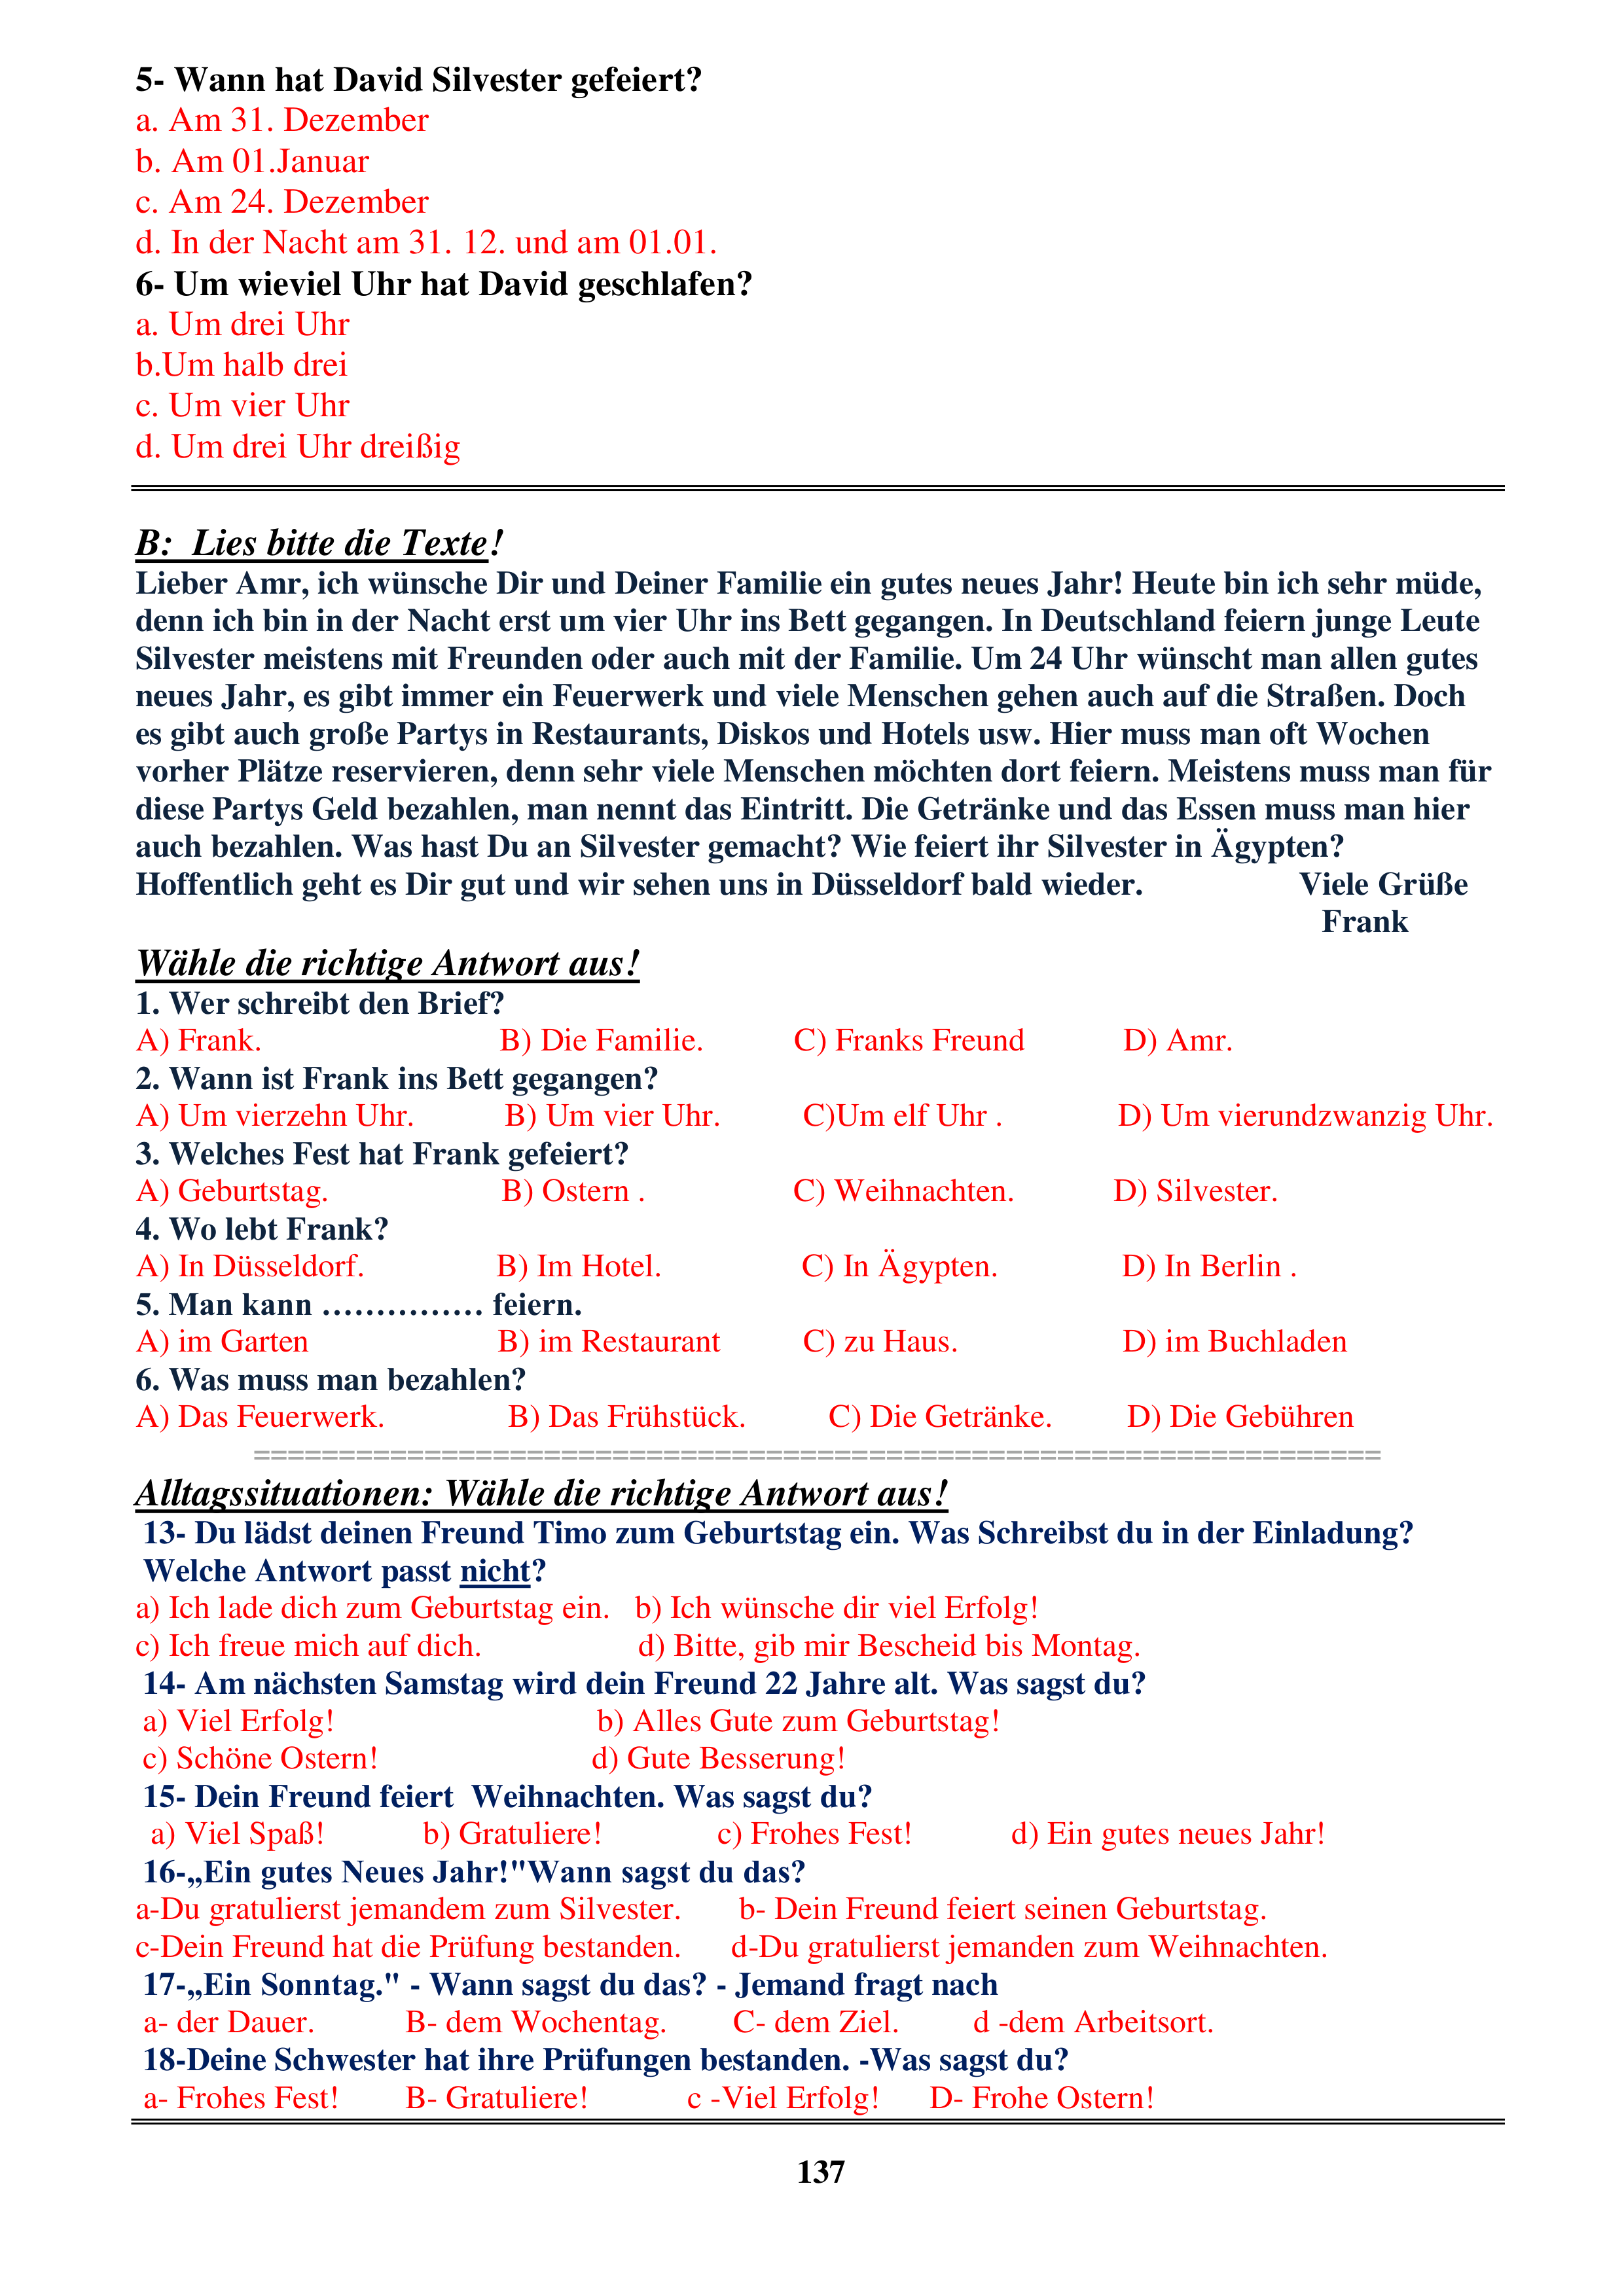 5- Wann hat David Silvester gefeiert?
a. Am 31. Dezember
b. Am 01.Januar
c. Am 24. Dezember
d. In der Nacht am 31. 12. und am 01.01.
6- Um wieviel Uhr hat David geschlafen?
a. Um drei Uhr
b.Um halb drei
c. Um vier Uhr
d. Um drei Uhr dreißig
B: Lies bitte die Texte!
Lieber Amr, ich wünsche Dir und Deiner Familie ein gutes neues Jahr! Heute bin ich sehr müde,
denn ich bin in der Nacht erst um vier Uhr ins Bett gegangen. In Deutschland feiern junge Leute
Silvester meistens mit Freunden oder auch mit der Familie. Um 24 Uhr wünscht man allen gutes
neues Jahr, es gibt immer ein Feuerwerk und viele Menschen gehen auch auf die Straßen. Doch
es gibt auch große Partys in Restaurants, Diskos und Hotels usw. Hier muss man oft Wochen
vorher Plätze reservieren, denn sehr viele Menschen möchten dort feiern. Meistens muss man für
diese Partys Geld bezahlen, man nennt das Eintritt. Die Getränke und das Essen muss man hier
auch bezahlen. Was hast Du an Silvester gemacht? Wie feiert ihr Silvester in Ägypten?
Hoffentlich geht es Dir gut und wir sehen uns in Düsseldorf bald wieder. Viele Grüße
Frank
Wähle die richtige Antwort aus!
1. Wer schreibt den Brief?
A) Frank. B) Die Familie. C) Franks Freund D) Amr.
2. Wann ist Frank ins Bett gegangen?
A) Um vierzehn Uhr. B) Um vier Uhr. C)Um elf Uhr . D) Um vierundzwanzig Uhr.
3. Welches Fest hat Frank gefeiert?
A) Geburtstag. B) Ostern . C) Weihnachten. D) Silvester.
4. Wo lebt Frank?
A) In Düsseldorf. B) Im Hotel. C) In Ägypten. D) In Berlin .
5. Man kann …………… feiern.
A) im Garten B) im Restaurant C) zu Haus. D) im Buchladen
6. Was muss man bezahlen?
A) Das Feuerwerk. B) Das Frühstück. C) Die Getränke. D) Die Gebühren
==================================================================
Alltagssituationen: Wähle die richtige Antwort aus!
13- Du lädst deinen Freund Timo zum Geburtstag ein. Was Schreibst du in der Einladung?
Welche Antwort passt nicht?
a) Ich lade dich zum Geburtstag ein. b) Ich wünsche dir viel Erfolg!
c) Ich freue mich auf dich. d) Bitte, gib mir Bescheid bis Montag.
14- Am nächsten Samstag wird dein Freund 22 Jahre alt. Was sagst du?
a) Viel Erfolg! b) Alles Gute zum Geburtstag!
c) Schöne Ostern! d) Gute Besserung!
15- Dein Freund feiert Weihnachten. Was sagst du?
a) Viel Spaß! b) Gratuliere! c) Frohes Fest! d) Ein gutes neues Jahr!
16-„Ein gutes Neues Jahr!"Wann sagst du das?
a-Du gratulierst jemandem zum Silvester. b- Dein Freund feiert seinen Geburtstag.
c-Dein Freund hat die Prüfung bestanden. d-Du gratulierst jemanden zum Weihnachten.
17-„Ein Sonntag." - Wann sagst du das? - Jemand fragt nach
a- der Dauer. B- dem Wochentag. C- dem Ziel. d -dem Arbeitsort.
18-Deine Schwester hat ihre Prüfungen bestanden. -Was sagst du?
a- Frohes Fest! B- Gratuliere! c -Viel Erfolg! D- Frohe Ostern!
137